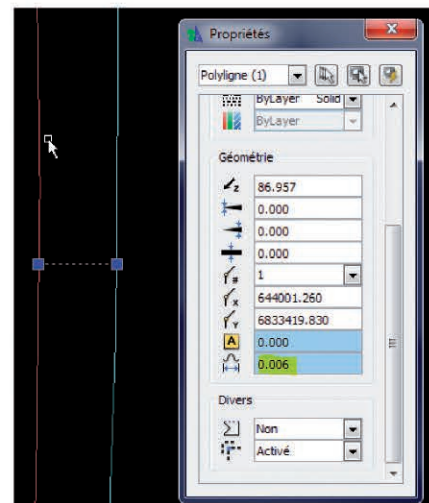 Propriétés
Polyligne (1)
ByLayer Solid
ByLayer
Géométrie
86.957
0.000
0.000
0.000
1
644001.260
6833419.830
0.000
0.006
Divers
Non
Activé